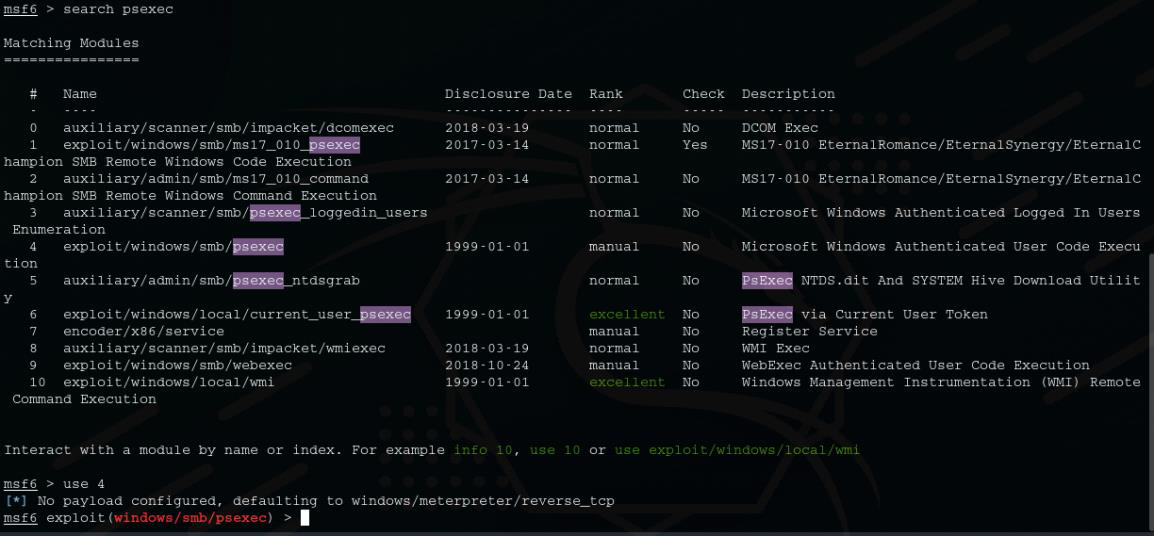 msf6 > search psexec
Matching Modules
================
#   Name   Disclosure Date   Rank   Check   Description
-   ----   ---------------   ----   -----   -----------
0   auxiliary/scanner/smb/impacket/dcomexec   2018-03-19   normal   No   DCOM Exec
1   exploit/windows/smb/ms17_010_psexec   2017-03-14   normal   Yes   MS17-010 EternalRomance/EternalSynergy/EternalC
hampion SMB Remote Windows Code Execution
2   auxiliary/admin/smb/ms17_010_command   2017-03-14   normal   No   MS17-010 EternalRomance/EternalSynergy/EternalC
hampion SMB Remote Windows Command Execution
3   auxiliary/scanner/smb/psexec_loggedin_users   normal   No   Microsoft Windows Authenticated Logged In Users
Enumeration
4   exploit/windows/smb/psexec   1999-01-01   manual   No   Microsoft Windows Authenticated User Code Execu
tion
5   auxiliary/admin/smb/psexec_ntdsgrab   normal   No   PsExec NTDS.dit And SYSTEM Hive Download Utilit
y
6   exploit/windows/local/current_user_psexec   1999-01-01   excellent   No   PsExec via Current User Token
7   encoder/x86/service   manual   No   Register Service
8   auxiliary/scanner/smb/impacket/wmiexec   2018-03-19   normal   No   WMI Exec
9   exploit/windows/smb/webexec   2018-10-24   manual   No   WebExec Authenticated User Code Execution
10   exploit/windows/local/wmi   1999-01-01   excellent   No   Windows Management Instrumentation (WMI) Remote
Command Execution
Interact with a module by name or index. For example info 10, use 10 or use exploit/windows/local/wmi
msf6 > use 4
[*] No payload configured, defaulting to windows/meterpreter/reverse_tcp
msf6 exploit(windows/smb/psexec) >